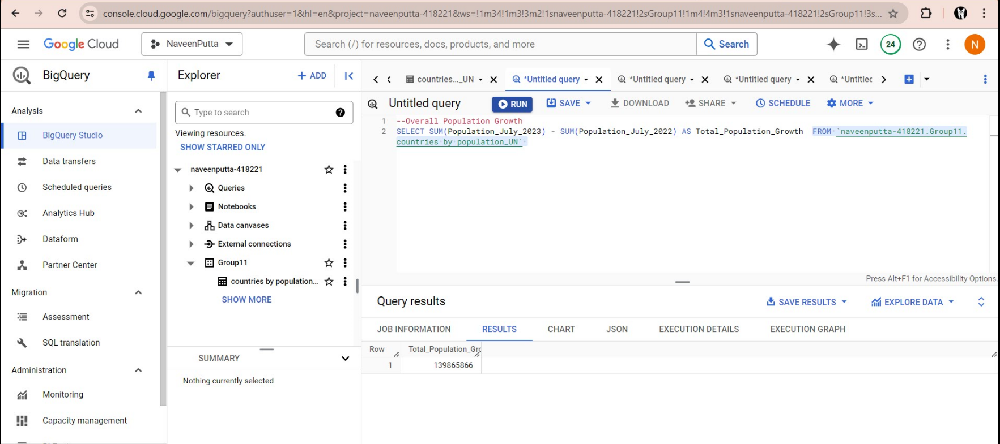 console.cloud.google.com/bigquery?authuser=1&hl=en&project=naveenputta-418221&ws=!1m34!1m3!3m2!1snaveenputta-418221!2sGroup11!1m4!4m3!1snaveenputta-418221!2sGroup11!3s...
Google Cloud
NaveenPutta
Search (/) for resources, docs, products, and more
Search
24
N
BigQuery
Analysis
BigQuery Studio
Data transfers
Scheduled queries
Analytics Hub
Dataform
Partner Center
Migration
Assessment
SQL translation
Administration
Monitoring
Capacity management
Explorer
+ ADD
Type to search
Viewing resources.
SHOW STARRED ONLY
naveenputta-418221
Queries
Notebooks
Data canvases
External connections
Group11
countries by population...
SHOW MORE
SUMMARY
Nothing currently selected
countries..._UN
*Untitled query
*Untitled query
*Untitled query
*Untitlec
Untitled query
RUN
SAVE
DOWNLOAD
SHARE
SCHEDULE
MORE
1 --Overall Population Growth
2 SELECT SUM(Population_July_2023) - SUM(Population_July_2022) AS Total_Population_Growth FROM `naveenputta-418221.Group11.
countries by population_UN`
Press Alt+F1 for Accessibility Options.
Query results
SAVE RESULTS
EXPLORE DATA
JOB INFORMATION
RESULTS
CHART
JSON
EXECUTION DETAILS
EXECUTION GRAPH
Row Total_Population_Grc
1 139865866